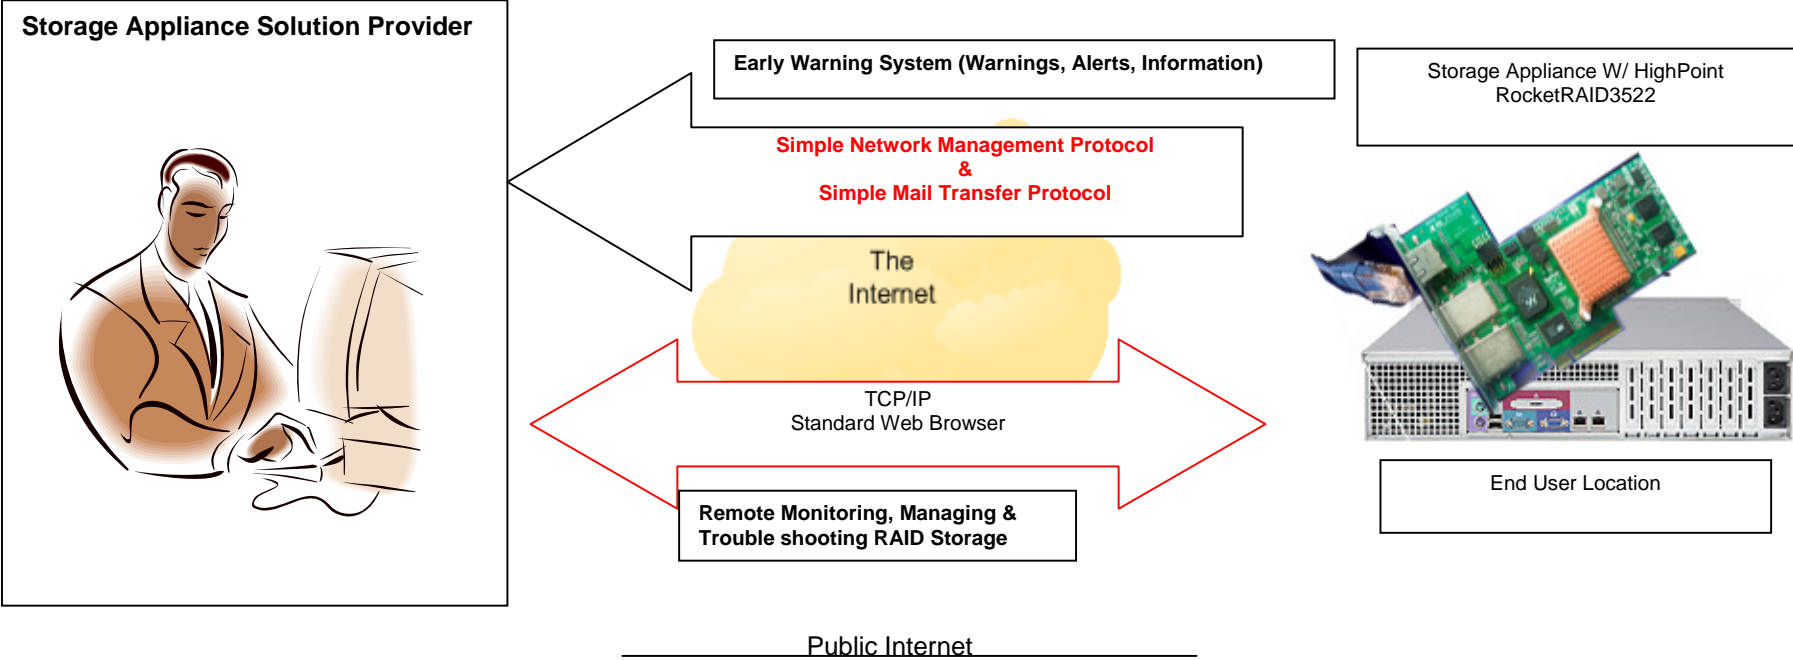 Storage Appliance Solution Provider
Early Warning System (Warnings, Alerts, Information)
Storage Appliance W/ HighPoint
RocketRAID3522
Simple Network Management Protocol
&
Simple Mail Transfer Protocol
The
Internet
TCP/IP
Standard Web Browser
End User Location
Remote Monitoring, Managing &
Trouble shooting RAID Storage
Public Internet